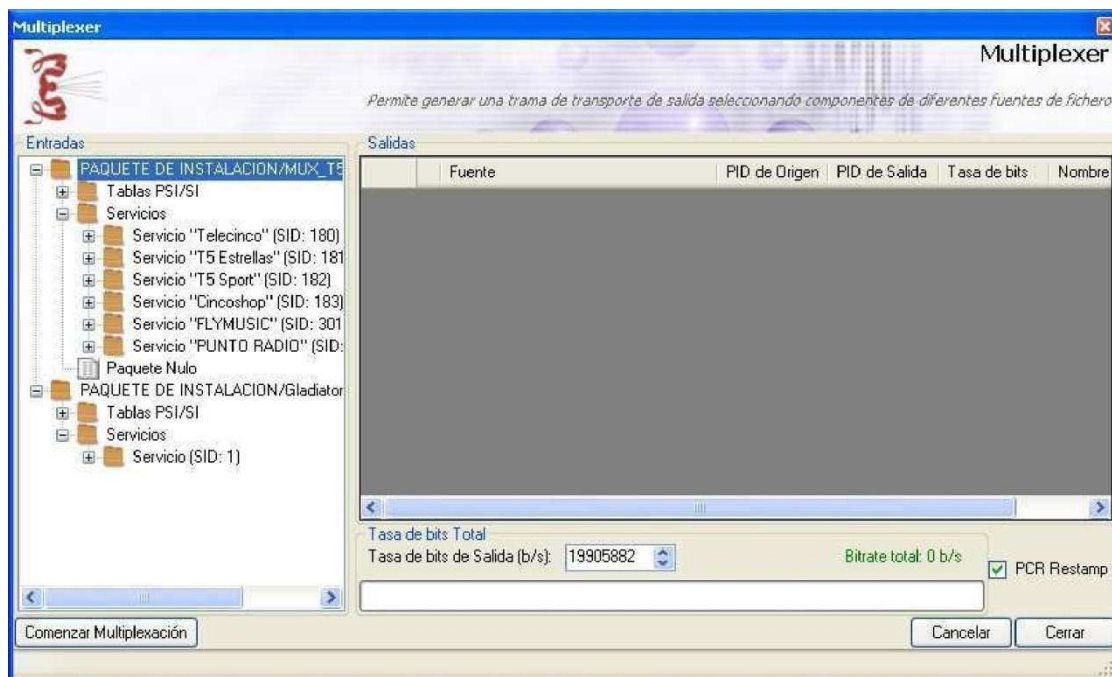 Multiplexer
Multiplexer
Permite generar una trama de transporte de salida seleccionando componentes de diferentes fuentes de fichero
Entradas
PAQUETE DE INSTALACION/MUX_T5
Tablas PSI/SI
Servicios
Servicio "Telecinco" (SID: 180)
Servicio "T5 Estrellas" (SID: 181
Servicio "T5 Sport" (SID: 182)
Servicio "Cincoshop" (SID: 183)
Servicio "FLYMUSIC" (SID: 301
Servicio "PUNTO RADIO" (SID:
Paquete Nulo
PAQUETE DE INSTALACION/Gladiator
Tablas PSI/SI
Servicios
Servicio (SID: 1)
Salidas
Fuente PID de Origen PID de Salida Tasa de bits Nombre
Tasa de bits Total
Tasa de bits de Salida (b/s): 19905882 Bitrate total: 0 b/s
PCR Restamp
Comenzar Multiplexación Cancelar Cerrar